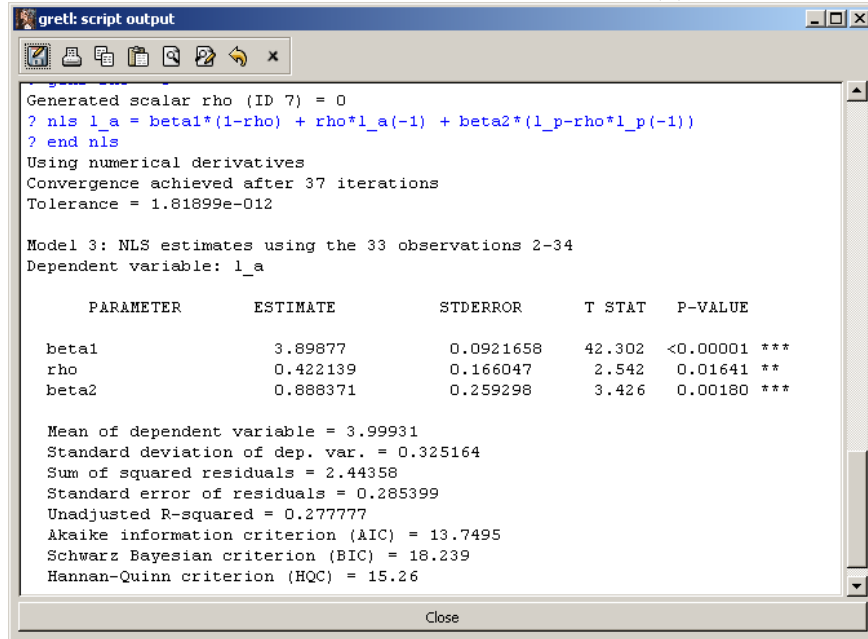 gretl: script output
Generated scalar rho (ID 7) = 0
? nls l_a = beta1*(1-rho) + rho*l_a(-1) + beta2*(l_p-rho*l_p(-1))
? end nls
Using numerical derivatives
Convergence achieved after 37 iterations
Tolerance = 1.81899e-012
Model 3: NLS estimates using the 33 observations 2-34
Dependent variable: l_a
PARAMETER ESTIMATE STDERROR T STAT P-VALUE
beta1 3.89877 0.0921658 42.302 <0.00001 ***
rho 0.422139 0.166047 2.542 0.01641 **
beta2 0.888371 0.259298 3.426 0.00180 ***
Mean of dependent variable = 3.99931
Standard deviation of dep. var. = 0.325164
Sum of squared residuals = 2.44358
Standard error of residuals = 0.285399
Unadjusted R-squared = 0.277777
Akaike information criterion (AIC) = 13.7495
Schwarz Bayesian criterion (BIC) = 18.239
Hannan-Quinn criterion (HQC) = 15.26
Close